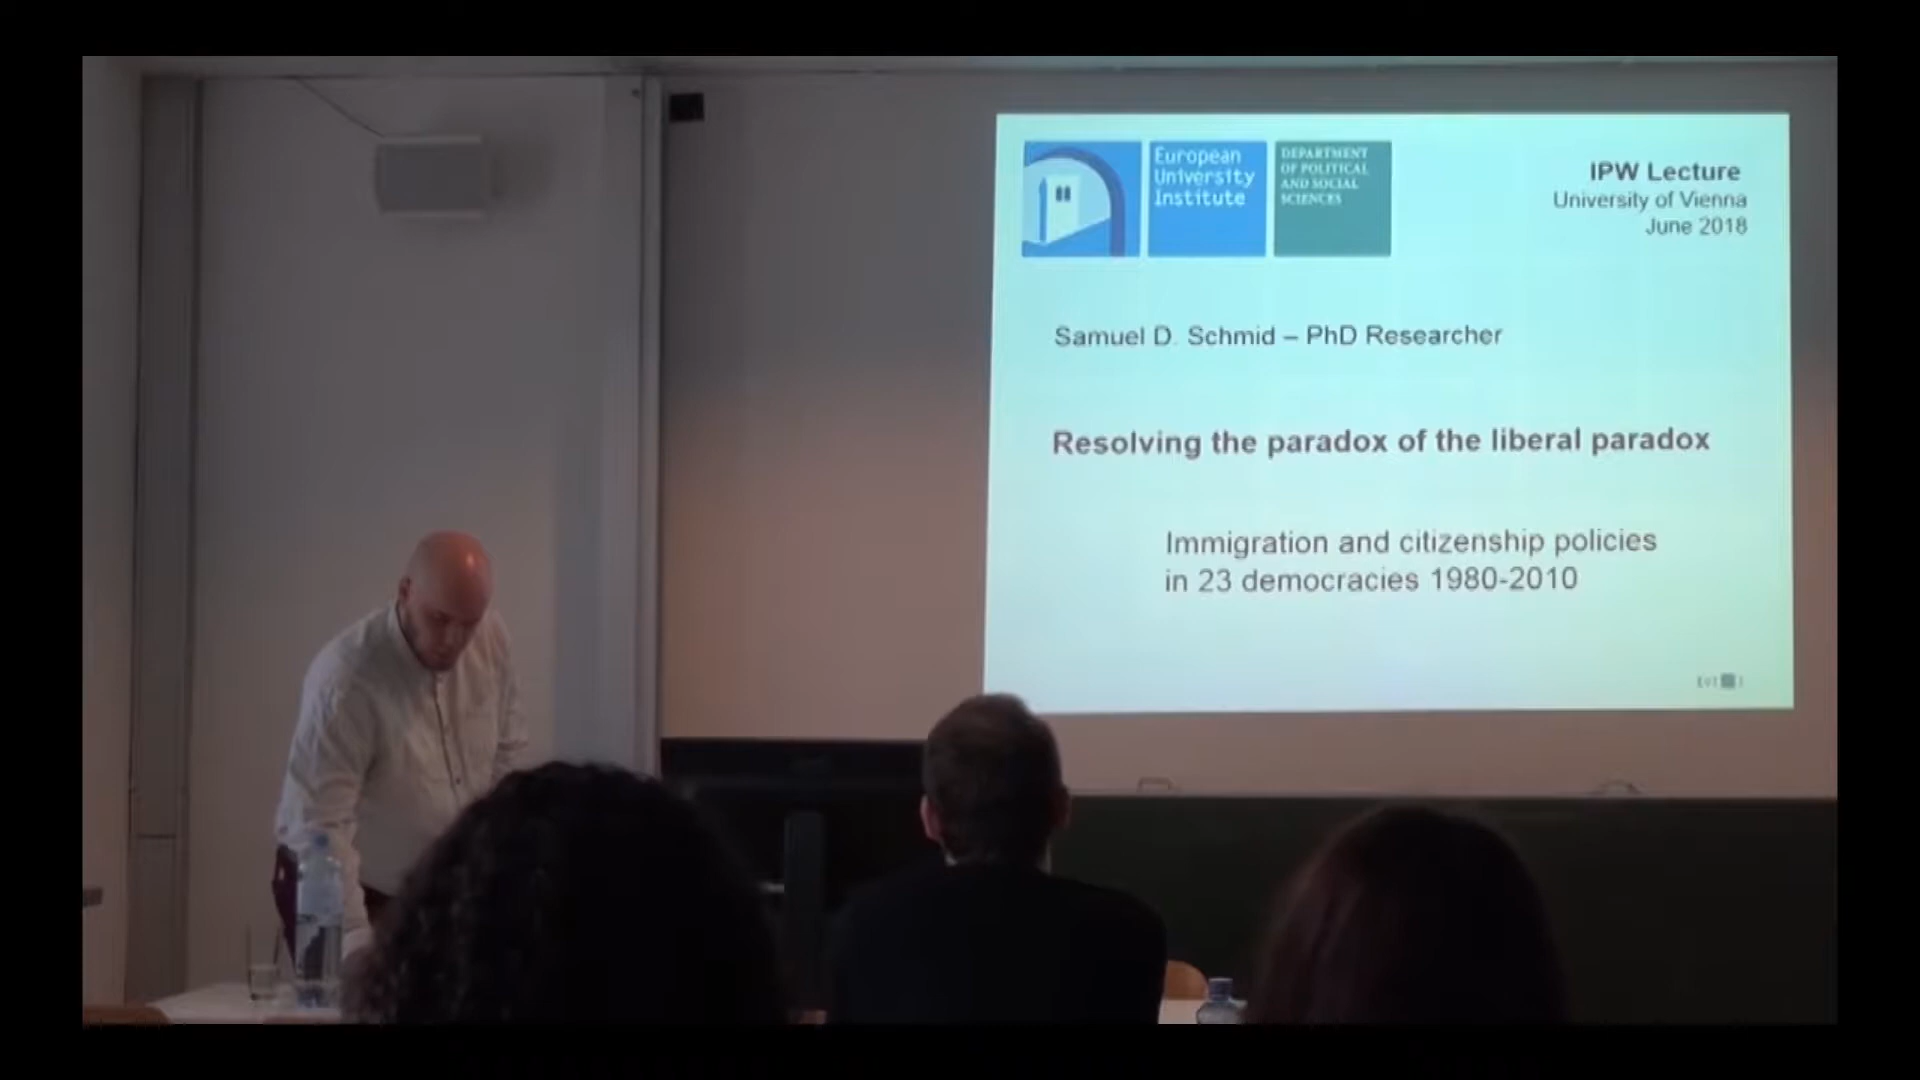 European
University
Institute
DEPARTMENT
OF POLITICAL
AND SOCIAL
SCIENCES
IPW Lecture
University of Vienna
June 2018
Samuel D. Schmid – PhD Researcher
Resolving the paradox of the liberal paradox
Immigration and citizenship policies
in 23 democracies 1980-2010